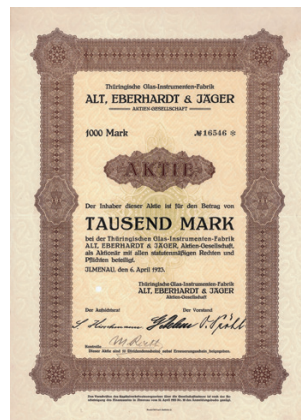 Thüringische Glas-Instrumenten-Fabrik
ALT, EBERHARDT & JÄGER
AKTIEN-GESELLSCHAFT
1000 Mark
№ 16546 ※
AKTIE
Der Inhaber dieser Aktie ist für den Betrag von
TAUSEND MARK
bei der Thüringischen Glas-Instrumenten-Fabrik
ALT, EBERHARDT & JÄGER, Aktien-Gesellschaft,
als Aktionär mit allen statutenmäßigen Rechten und
Pflichten beteiligt.
ILMENAU, den 6. April 1923.
Thüringische Glas-Instrumenten-Fabrik
ALT, EBERHARDT & JÄGER
Aktien-Gesellschaft
Der Aufsichtsrat
Der Vorstand
Kontrolle